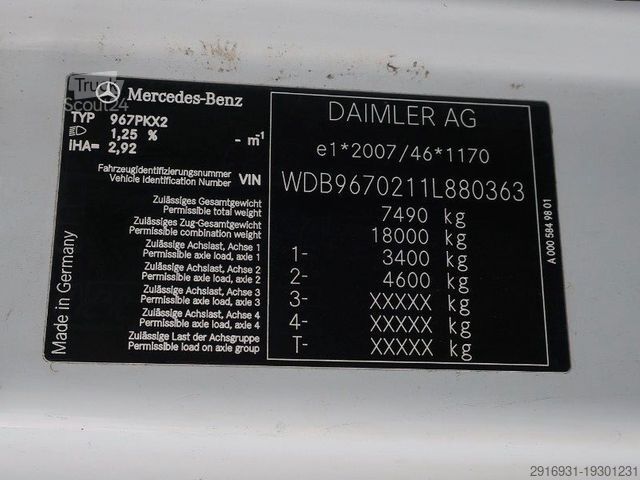 Truck
Scout24
Mercedes-Benz
TYP 967PKX2
1,25 % - m⁻¹
IHA= 2,92
DAIMLER AG
e1*2007/46*1170
Fahrzeugidentifizierungsnummer
Vehicle Identification Number VIN WDB9670211L880363
Zulässiges Gesamtgewicht
Permissible total weight 7490 kg
Zulässiges Zug-Gesamtgewicht
Permissible combination weight 18000 kg
Zulässige Achslast, Achse 1
Permissible axle load, axle 1 1- 3400 kg
Zulässige Achslast, Achse 2
Permissible axle load, axle 2 2- 4600 kg
Zulässige Achslast, Achse 3
Permissible axle load, axle 3 3- XXXXX kg
Zulässige Achslast, Achse 4
Permissible axle load, axle 4 4- XXXXX kg
Zulässige Last der Achsgruppe
Permissible load on axle group T- XXXXX kg
Made in Germany
A 000 584 98 01
2916931-19301231